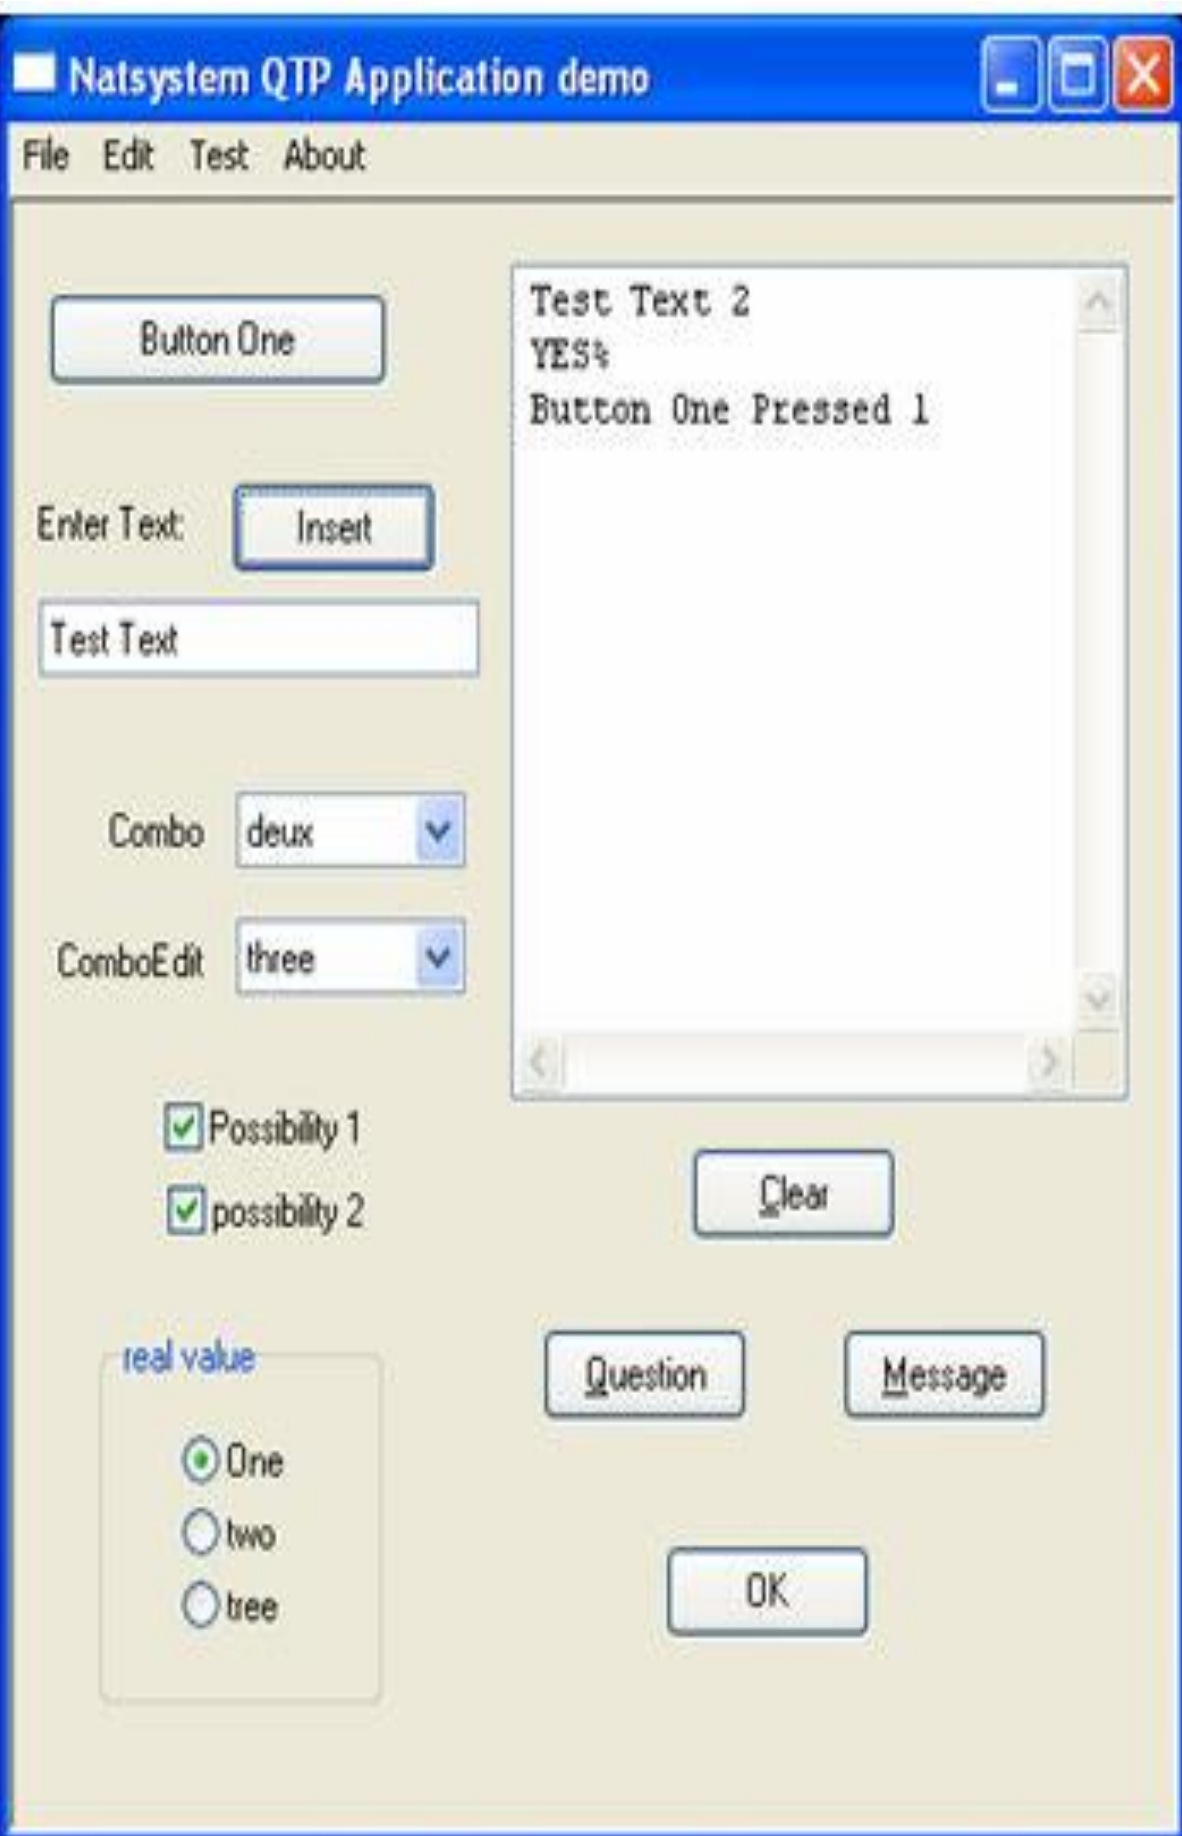 Natsystem QTP Application demo
File Edit Test About
Button One
Enter Text:
Insert
Test Text
Combo
deux
ComboEdit
three
Possibility 1
possibility 2
real value
One
two
tree
Test Text 2
YES%
Button One Pressed 1
Clear
Question
Message
OK